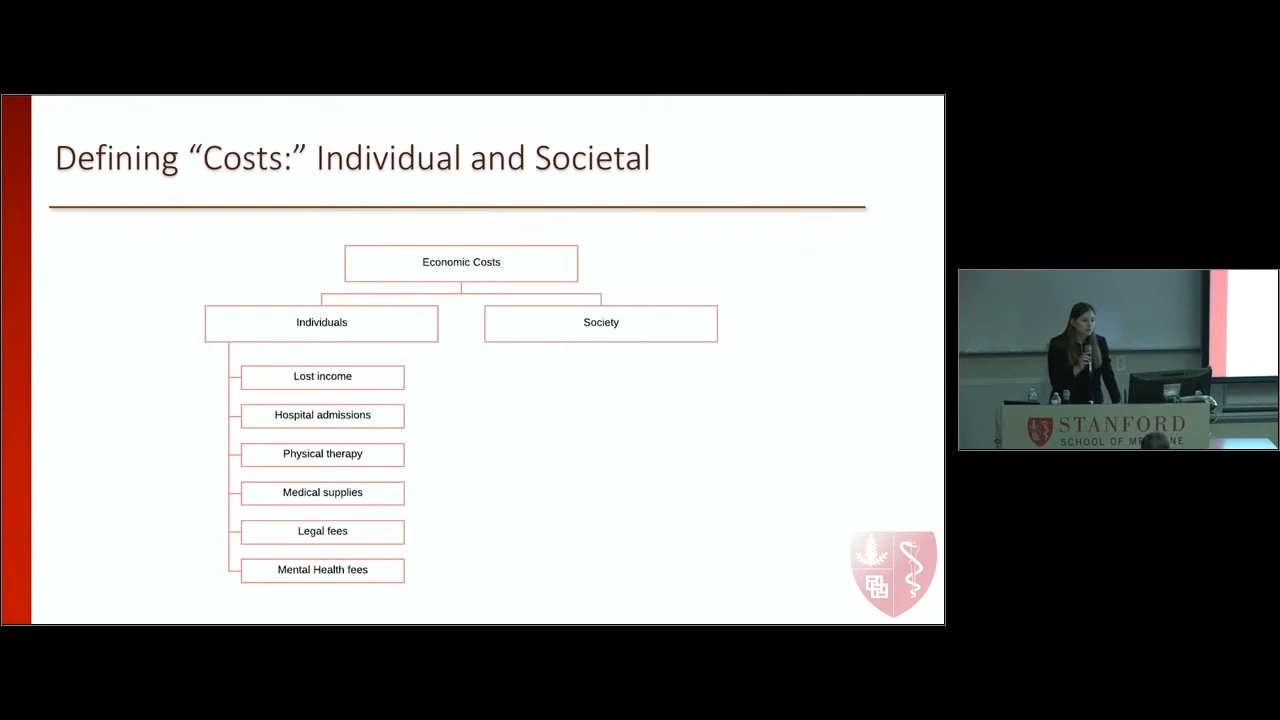 Defining “Costs:” Individual and Societal
Economic Costs
Individuals
Society
Lost income
Hospital admissions
Physical therapy
Medical supplies
Legal fees
Mental Health fees
STANFORD
SCHOOL OF MEDICINE